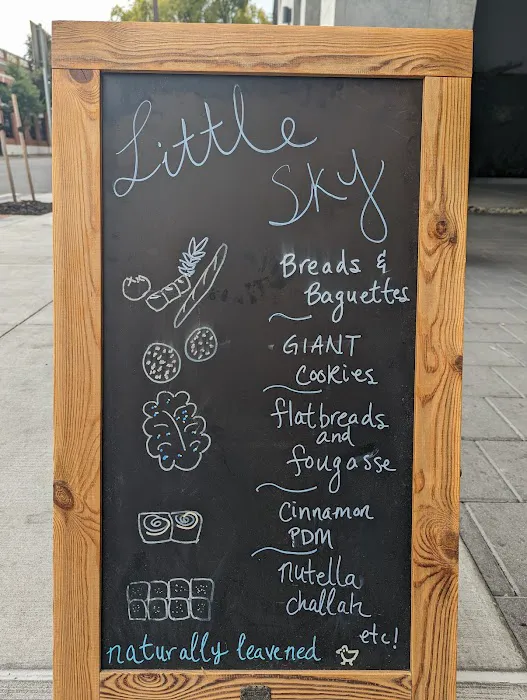 Little
Sky
Breads &
Baguettes
GIANT
Cookies
flatbreads
and
fougasse
Cinnamon
PDM
nutella
challah
etc!
naturally leavened